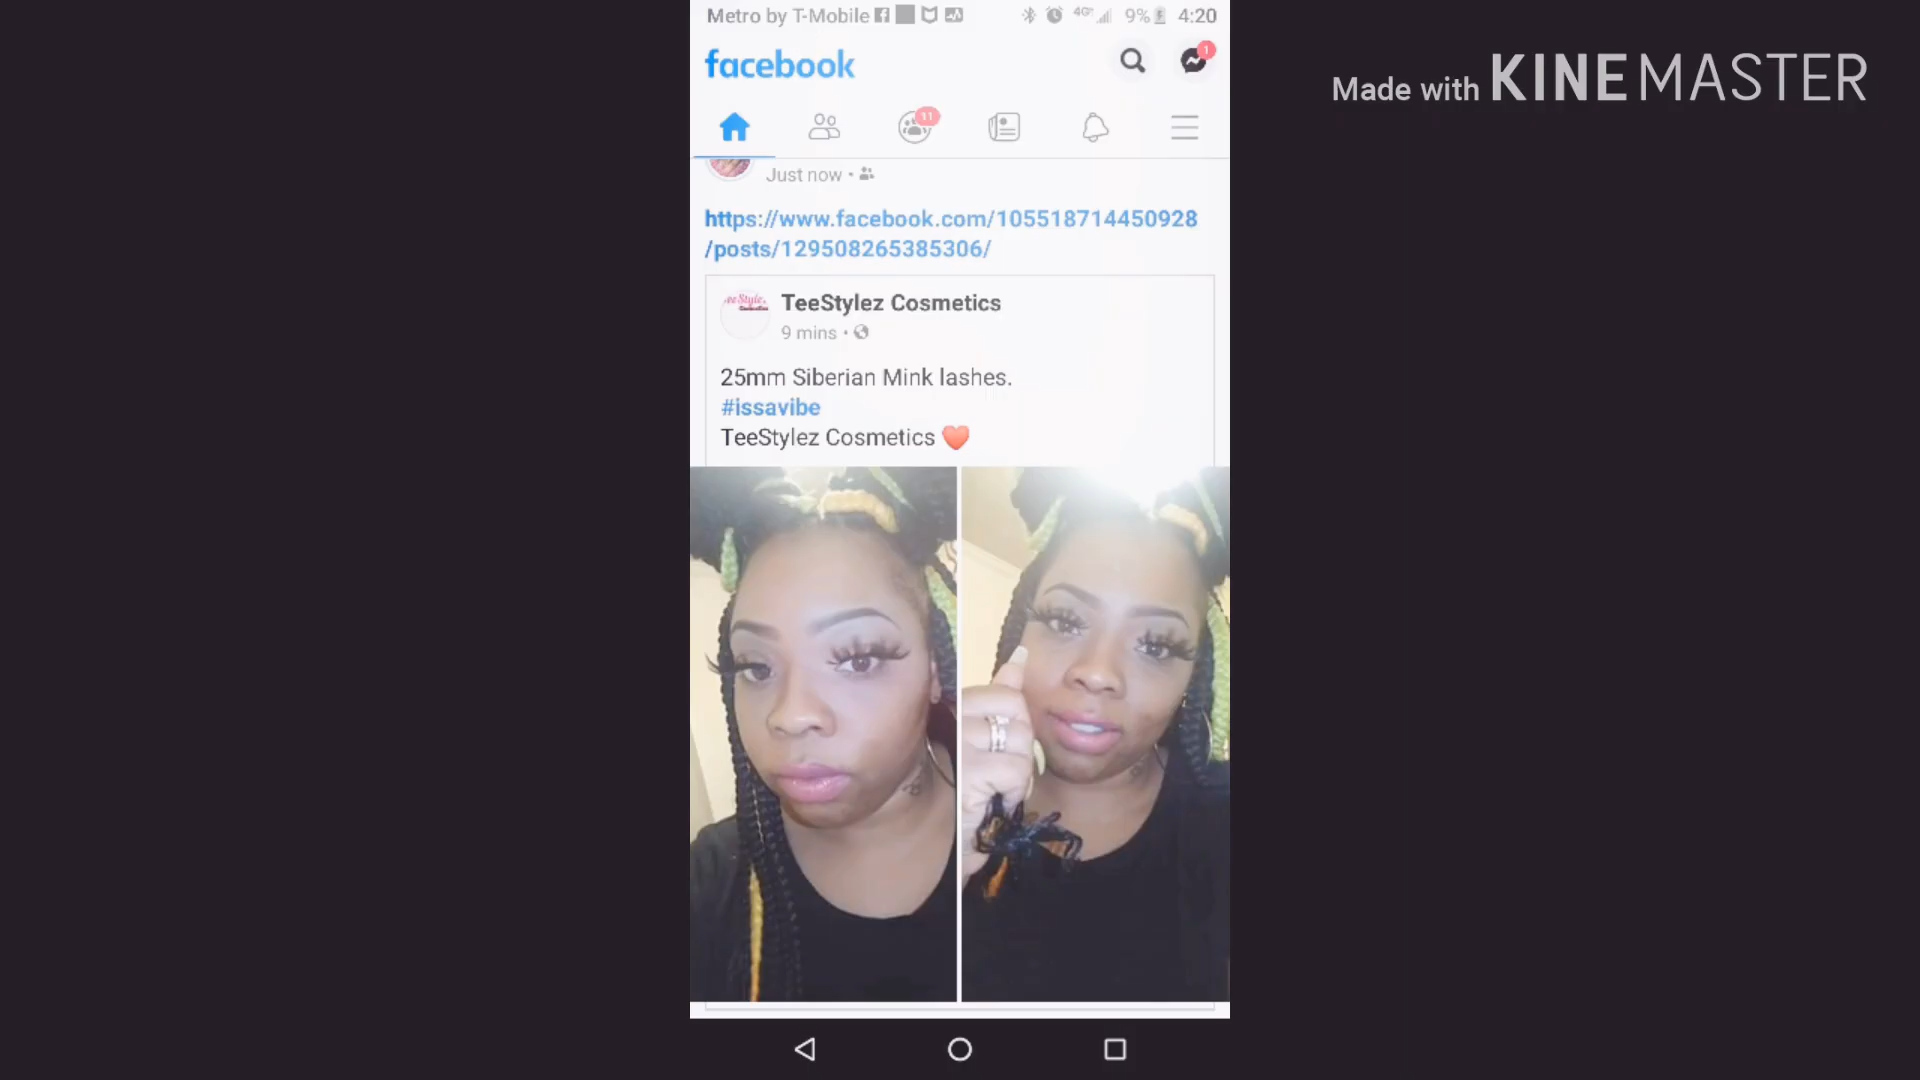 Metro by T-Mobile
9% 4:20
Made with KINEMASTER
facebook
1
11
Just now
https://www.facebook.com/105518714450928
/posts/129508265385306/
TeeStylez Cosmetics
9 mins
25mm Siberian Mink lashes.
#issavibe
TeeStylez Cosmetics